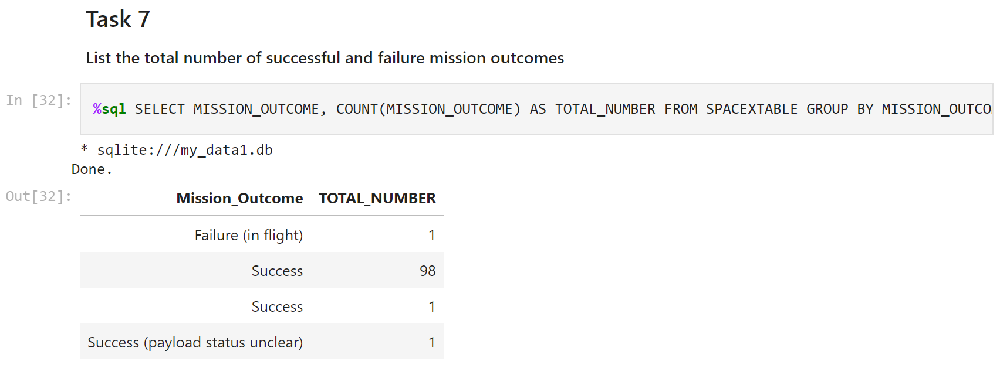 Task 7
List the total number of successful and failure mission outcomes
In [32]:
%sql SELECT MISSION_OUTCOME, COUNT(MISSION_OUTCOME) AS TOTAL_NUMBER FROM SPACEXTABLE GROUP BY
* sqlite:///my_data1.db
Done.
Out[32]:
Mission_Outcome TOTAL_NUMBER
Failure (in flight) 1
Success 98
Success 1
Success (payload status unclear) 1